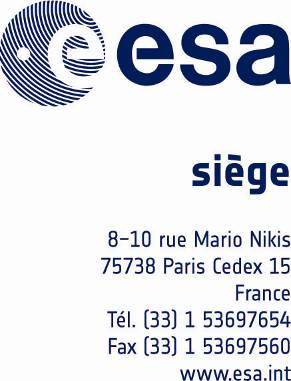 e esa
siège
8-10 rue Mario Nikis
75738 Paris Cedex 15
France
Tél. (33) 1 53697654
Fax (33) 1 53697560
www.esa.int